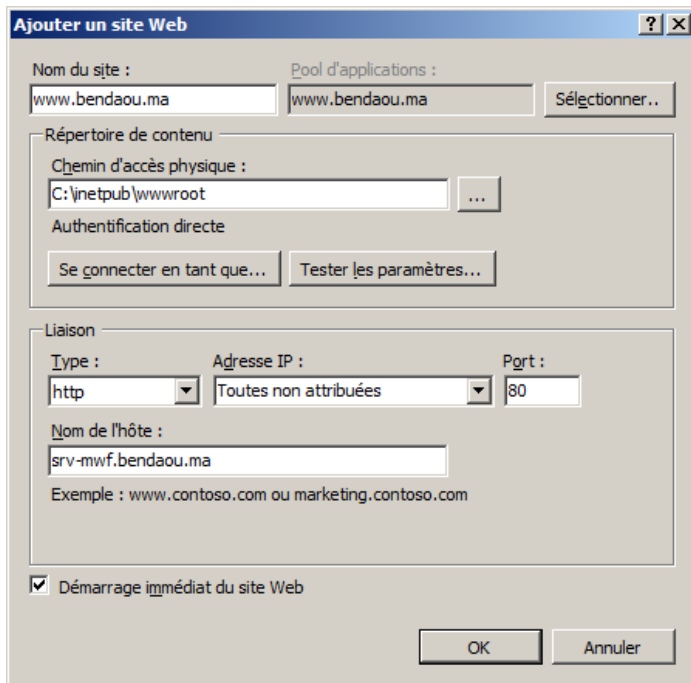 Ajouter un site Web
Nom du site :
Pool d'applications :
www.bendaou.ma
www.bendaou.ma
Sélectionner..
Répertoire de contenu
Chemin d'accès physique :
C:\inetpub\wwwroot
...
Authentification directe
Se connecter en tant que...
Tester les paramètres...
Liaison
Type :
Adresse IP :
Port :
http
Toutes non attribuées
80
Nom de l'hôte :
srv-mwf.bendaou.ma
Exemple : www.contoso.com ou marketing.contoso.com
Démarrage immédiat du site Web
OK
Annuler